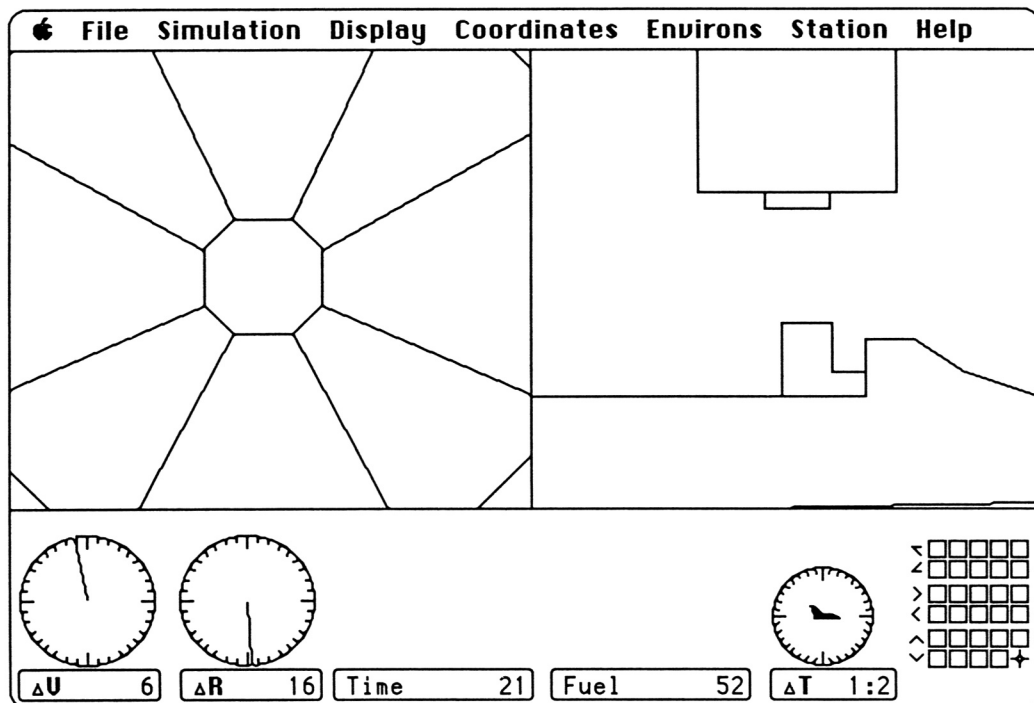 File Simulation Display Coordinates Environs Station Help
ΔV 6 ΔR 16 Time 21 Fuel 52 ΔT 1:2